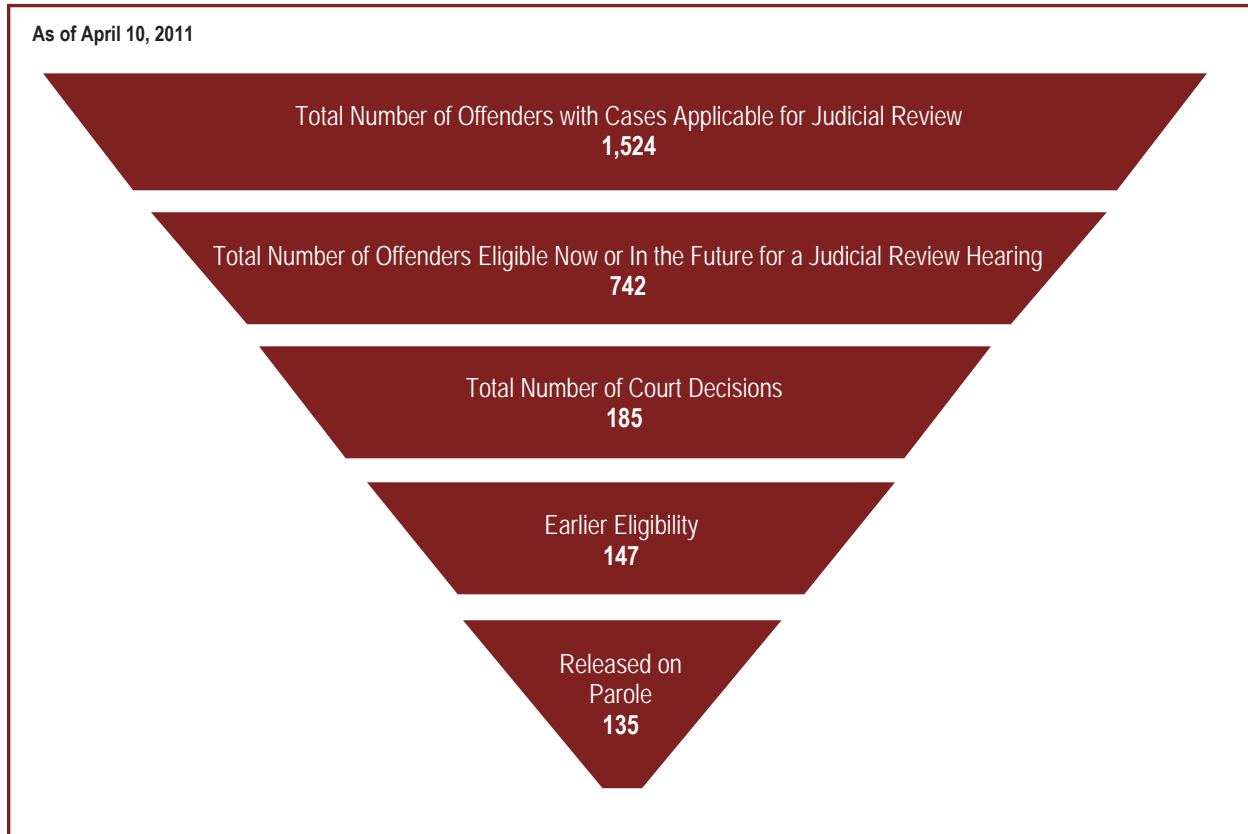 As of April 10, 2011
Total Number of Offenders with Cases Applicable for Judicial Review
1,524
Total Number of Offenders Eligible Now or In the Future for a Judicial Review Hearing
742
Total Number of Court Decisions
185
Earlier Eligibility
147
Released on
Parole
135